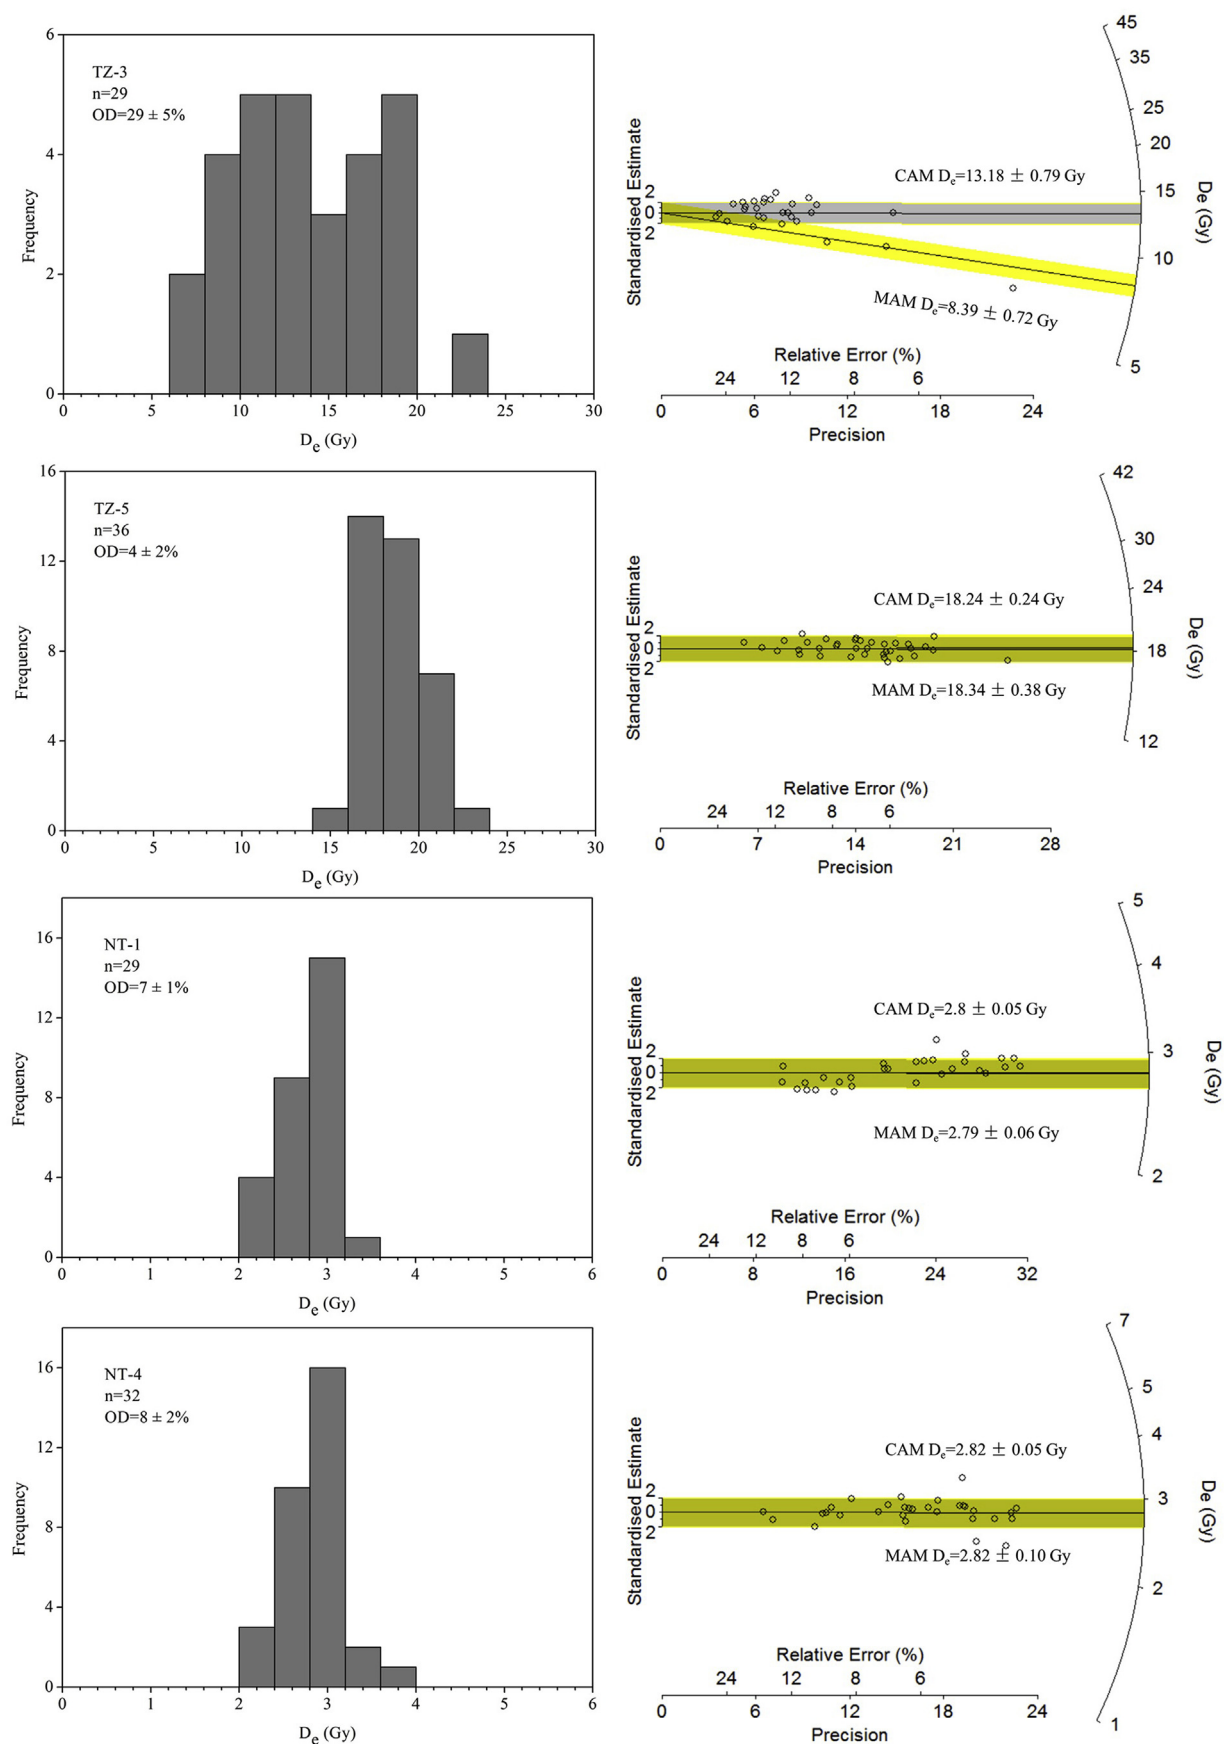 6
4
2
0
Frequency
TZ-3
n=29
OD=29 ± 5%
0 5 10 15 20 25 30
De (Gy)
45
35
25
20
15
10
5
De (Gy)
Standardised Estimate
2
0
2
CAM De=13.18 ± 0.79 Gy
MAM De=8.39 ± 0.72 Gy
Relative Error (%)
24 12 8 6
0 6 12 18 24
Precision
16
12
8
4
0
Frequency
TZ-5
n=36
OD=4 ± 2%
0 5 10 15 20 25 30
De (Gy)
42
30
24
18
12
De (Gy)
Standardised Estimate
2
0
2
CAM De=18.24 ± 0.24 Gy
MAM De=18.34 ± 0.38 Gy
Relative Error (%)
24 12 8 6
0 7 14 21 28
Precision
16
12
8
4
0
Frequency
NT-1
n=29
OD=7 ± 1%
0 1 2 3 4 5 6
De (Gy)
5
4
3
2
De (Gy)
Standardised Estimate
2
0
2
CAM De=2.8 ± 0.05 Gy
MAM De=2.79 ± 0.06 Gy
Relative Error (%)
24 12 8 6
0 8 16 24 32
Precision
16
12
8
4
0
Frequency
NT-4
n=32
OD=8 ± 2%
0 1 2 3 4 5 6
De (Gy)
7
5
4
3
2
1
De (Gy)
Standardised Estimate
2
0
2
CAM De=2.82 ± 0.05 Gy
MAM De=2.82 ± 0.10 Gy
Relative Error (%)
24 12 8 6
0 6 12 18 24
Precision